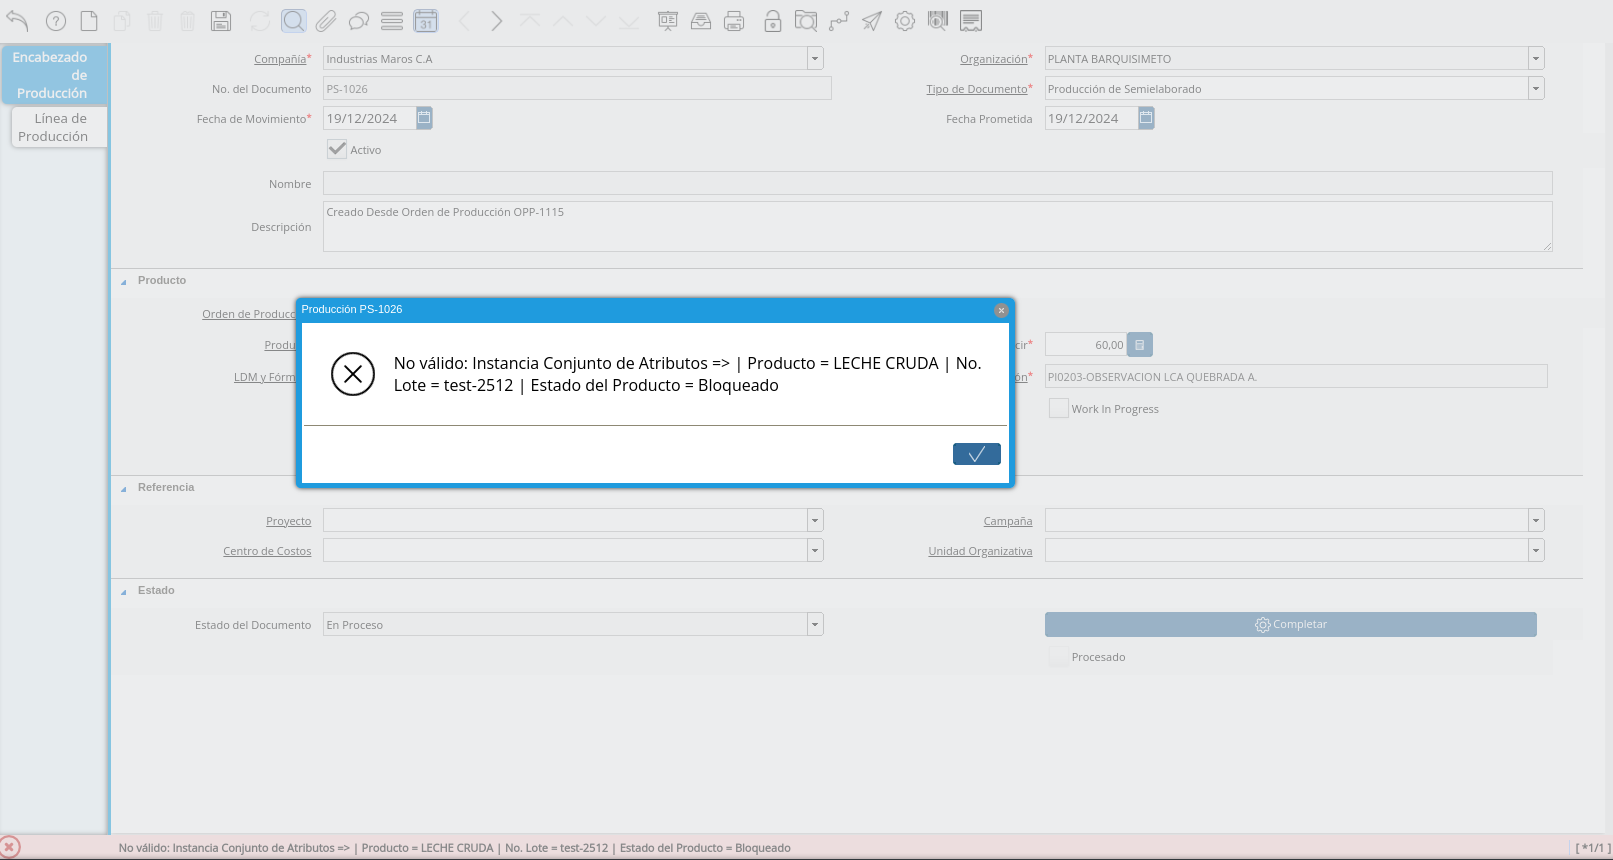 31
Encabezado
de
Producción
Línea de
Producción
Compañía* Industrias Maros C.A Organización* PLANTA BARQUISIMETO
No. del Documento PS-1026 Tipo de Documento* Producción de Semielaborado
Fecha de Movimiento* 19/12/2024 Fecha Prometida 19/12/2024
Activo
Nombre
Descripción Creado Desde Orden de Producción OPP-1115
Producto
Orden de Producc
Produ cir* 60,00
LDM y Fórm ón* PI0203-OBSERVACION LCA QUEBRADA A.
Work In Progress
Producción PS-1026
No válido: Instancia Conjunto de Atributos => | Producto = LECHE CRUDA | No.
Lote = test-2512 | Estado del Producto = Bloqueado
Referencia
Proyecto Campaña
Centro de Costos Unidad Organizativa
Estado
Estado del Documento En Proceso Completar
Procesado
No válido: Instancia Conjunto de Atributos => | Producto = LECHE CRUDA | No. Lote = test-2512 | Estado del Producto = Bloqueado [ *1/1 ]